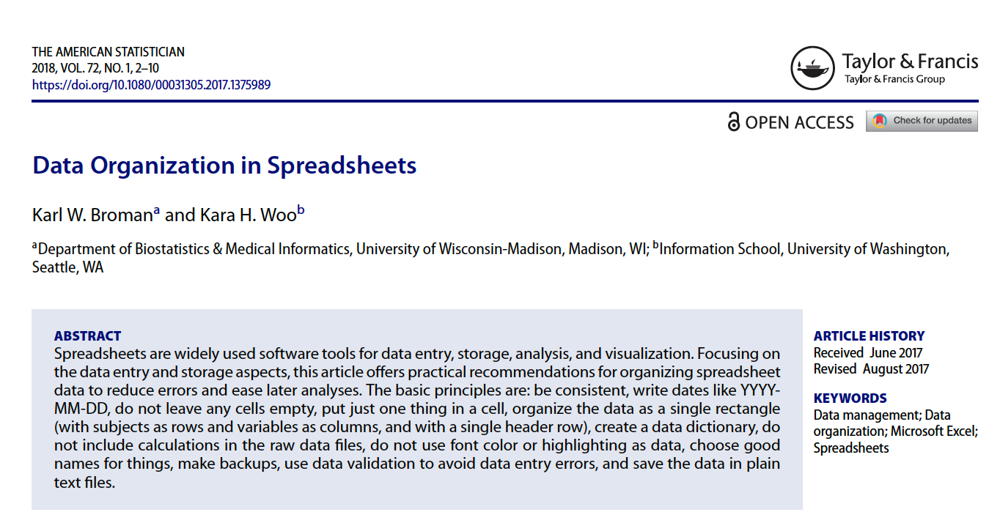 THE AMERICAN STATISTICIAN
2018, VOL. 72, NO. 1, 2–10
https://doi.org/10.1080/00031305.2017.1375989
Taylor & Francis
Taylor & Francis Group
OPEN ACCESS
Check for updates
Data Organization in Spreadsheets
Karl W. Broman^a and Kara H. Woo^b
^aDepartment of Biostatistics & Medical Informatics, University of Wisconsin-Madison, Madison, WI; ^bInformation School, University of Washington,
Seattle, WA
ABSTRACT
Spreadsheets are widely used software tools for data entry, storage, analysis, and visualization. Focusing on
the data entry and storage aspects, this article offers practical recommendations for organizing spreadsheet
data to reduce errors and ease later analyses. The basic principles are: be consistent, write dates like YYYY-
MM-DD, do not leave any cells empty, put just one thing in a cell, organize the data as a single rectangle
(with subjects as rows and variables as columns, and with a single header row), create a data dictionary, do
not include calculations in the raw data files, do not use font color or highlighting as data, choose good
names for things, make backups, use data validation to avoid data entry errors, and save the data in plain
text files.
ARTICLE HISTORY
Received June 2017
Revised August 2017
KEYWORDS
Data management; Data
organization; Microsoft Excel;
Spreadsheets